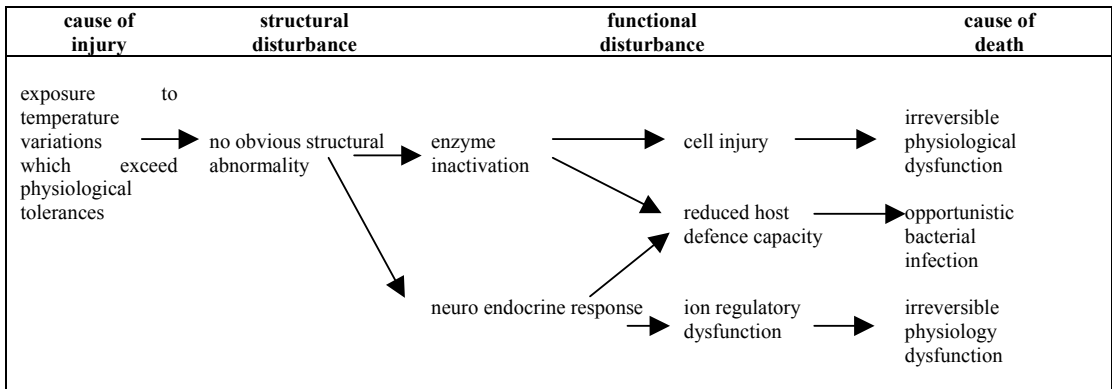 cause of injury
structural disturbance
functional disturbance
cause of death
exposure to
temperature
variations
which exceed
physiological
tolerances
no obvious structural
abnormality
enzyme
inactivation
cell injury
irreversible
physiological
dysfunction
reduced host
defence capacity
opportunistic
bacterial
infection
neuro endocrine response
ion regulatory
dysfunction
irreversible
physiology
dysfunction